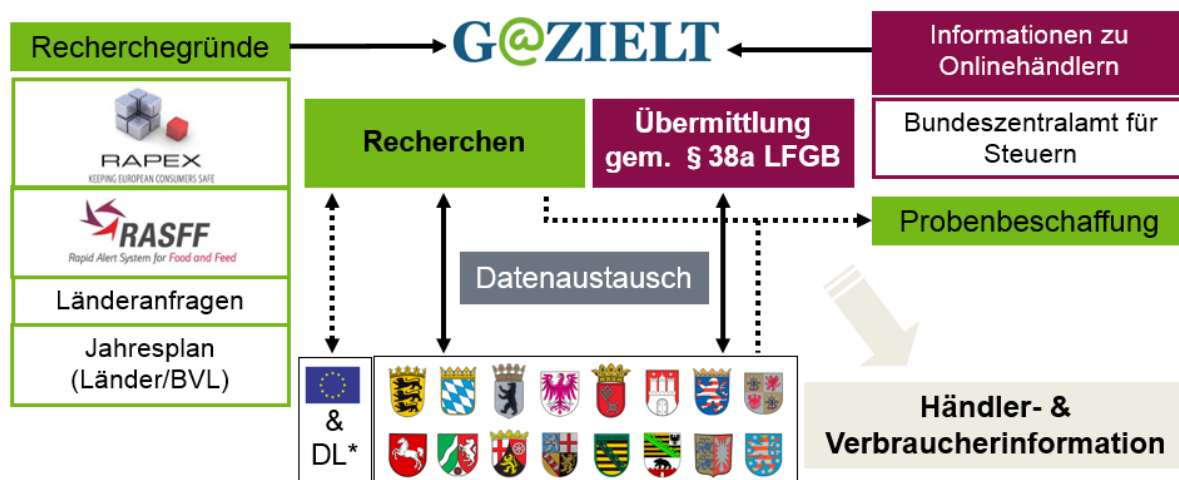 Recherchegründe
RAPEX
KEEPING EUROPEAN CONSUMERS SAFE
RASFF
Rapid Alert System for Food and Feed
Länderanfragen
Jahresplan
(Länder/BVL)
G@ZIELT
Recherchen
Übermittlung
gem. § 38a LFGB
Informationen zu
Onlinehändlern
Bundeszentralamt für
Steuern
Probenbeschaffung
Datenaustausch
&
DL*
Händler- &
Verbraucherinformation